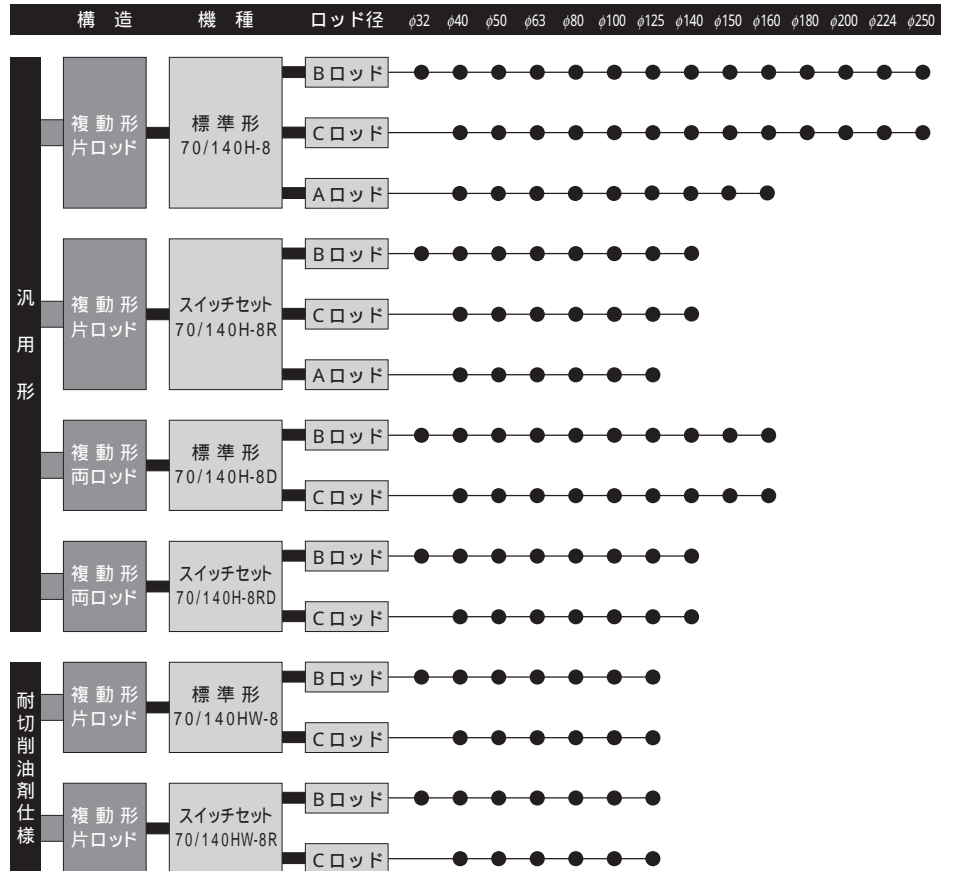 構 造 機 種 ロッド径 φ32 φ40 φ50 φ63 φ80 φ100 φ125 φ140 φ150 φ160 φ180 φ200 φ224 φ250
汎用形
複動形
片ロッド
標準形
70/140H-8
Bロッド
Cロッド
Aロッド
複動形
片ロッド
スイッチセット
70/140H-8R
Bロッド
Cロッド
Aロッド
複動形
両ロッド
標準形
70/140H-8D
Bロッド
Cロッド
複動形
両ロッド
スイッチセット
70/140H-8RD
Bロッド
Cロッド
耐切削油剤仕様
複動形
片ロッド
標準形
70/140HW-8
Bロッド
Cロッド
複動形
片ロッド
スイッチセット
70/140HW-8R
Bロッド
Cロッド